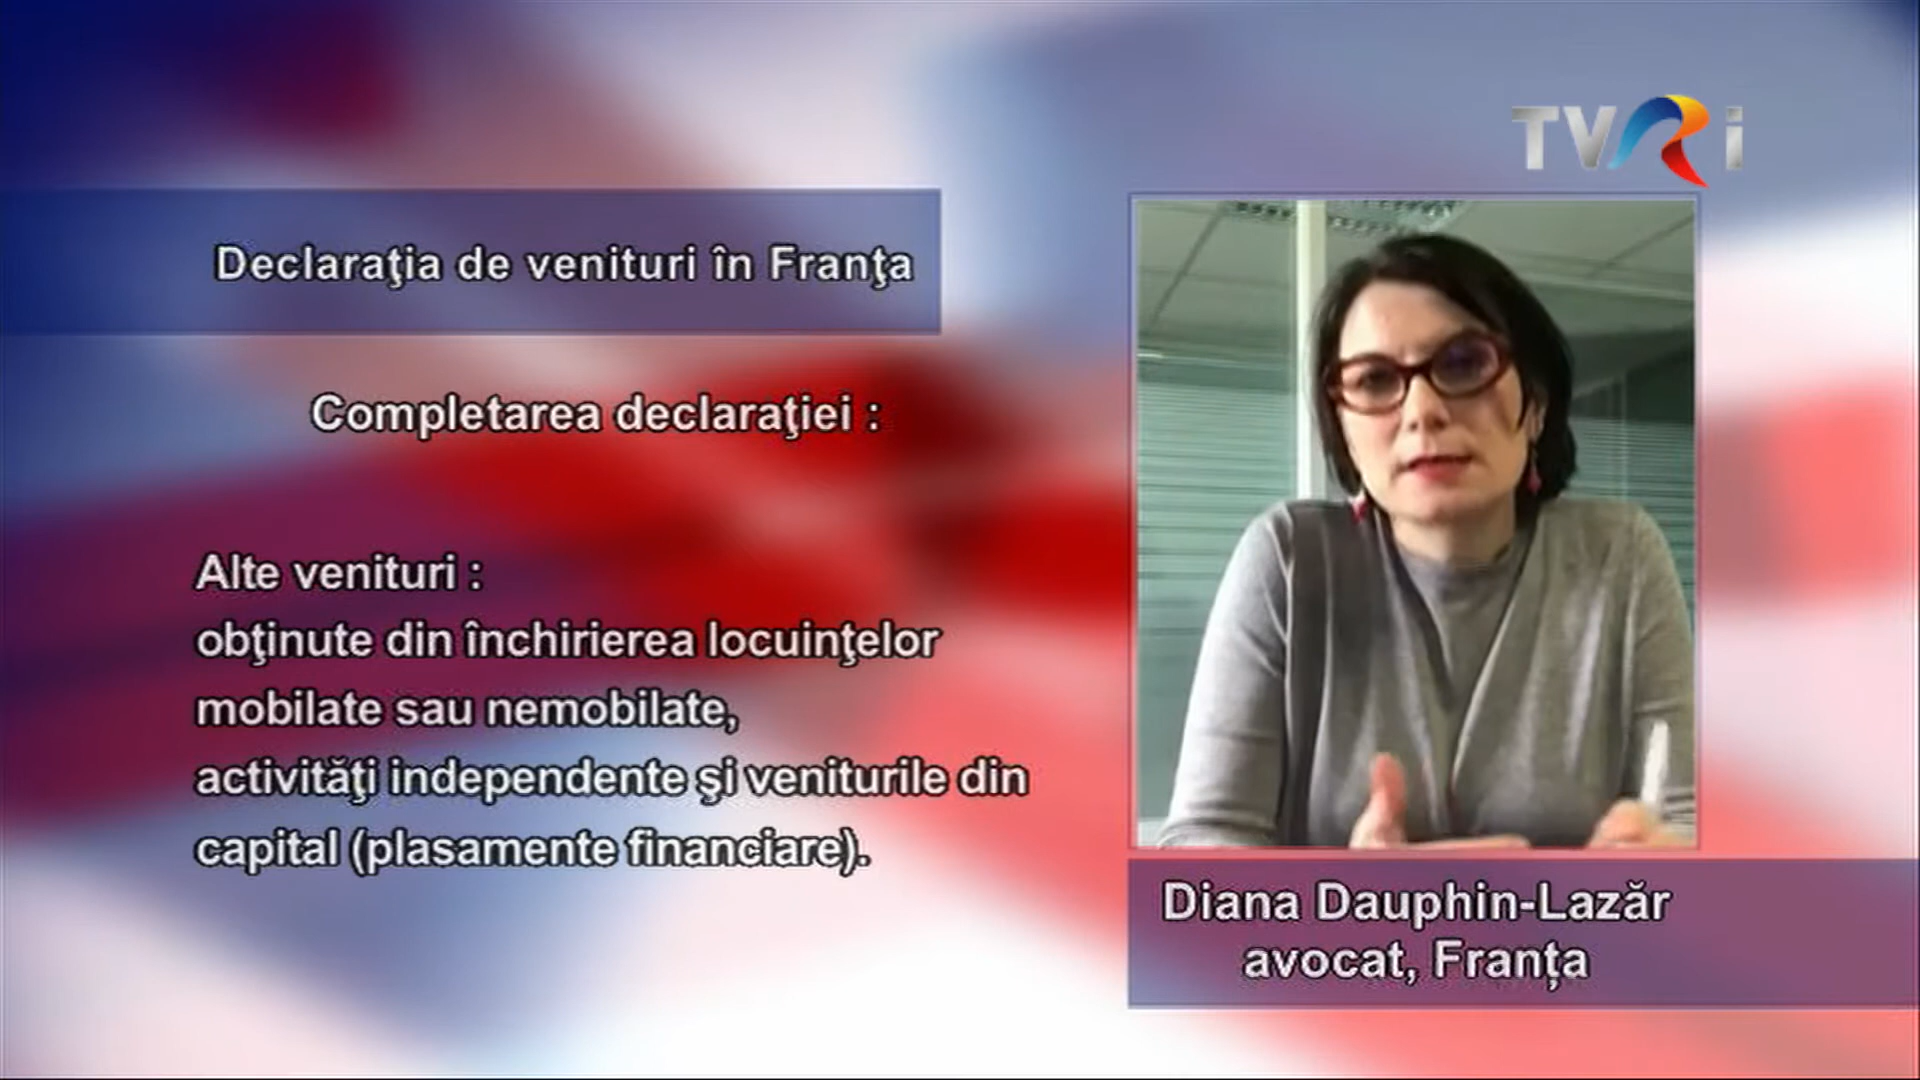 TVRi
Declaraţia de venituri în Franţa
Completarea declaraţiei :
Alte venituri :
obţinute din închirierea locuinţelor
mobilate sau nemobilate,
activităţi independente şi veniturile din
capital (plasamente financiare).
Diana Dauphin-Lazăr
avocat, Franța